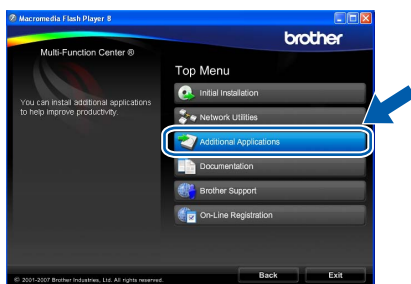 Macromedia Flash Player 8
brother
Multi-Function Center ®
Top Menu
You can install additional applications
to help improve productivity.
Initial Installation
Network Utilities
Additional Applications
Documentation
Brother Support
On-Line Registration
© 2001-2007 Brother Industries, Ltd. All rights reserved.
Back
Exit